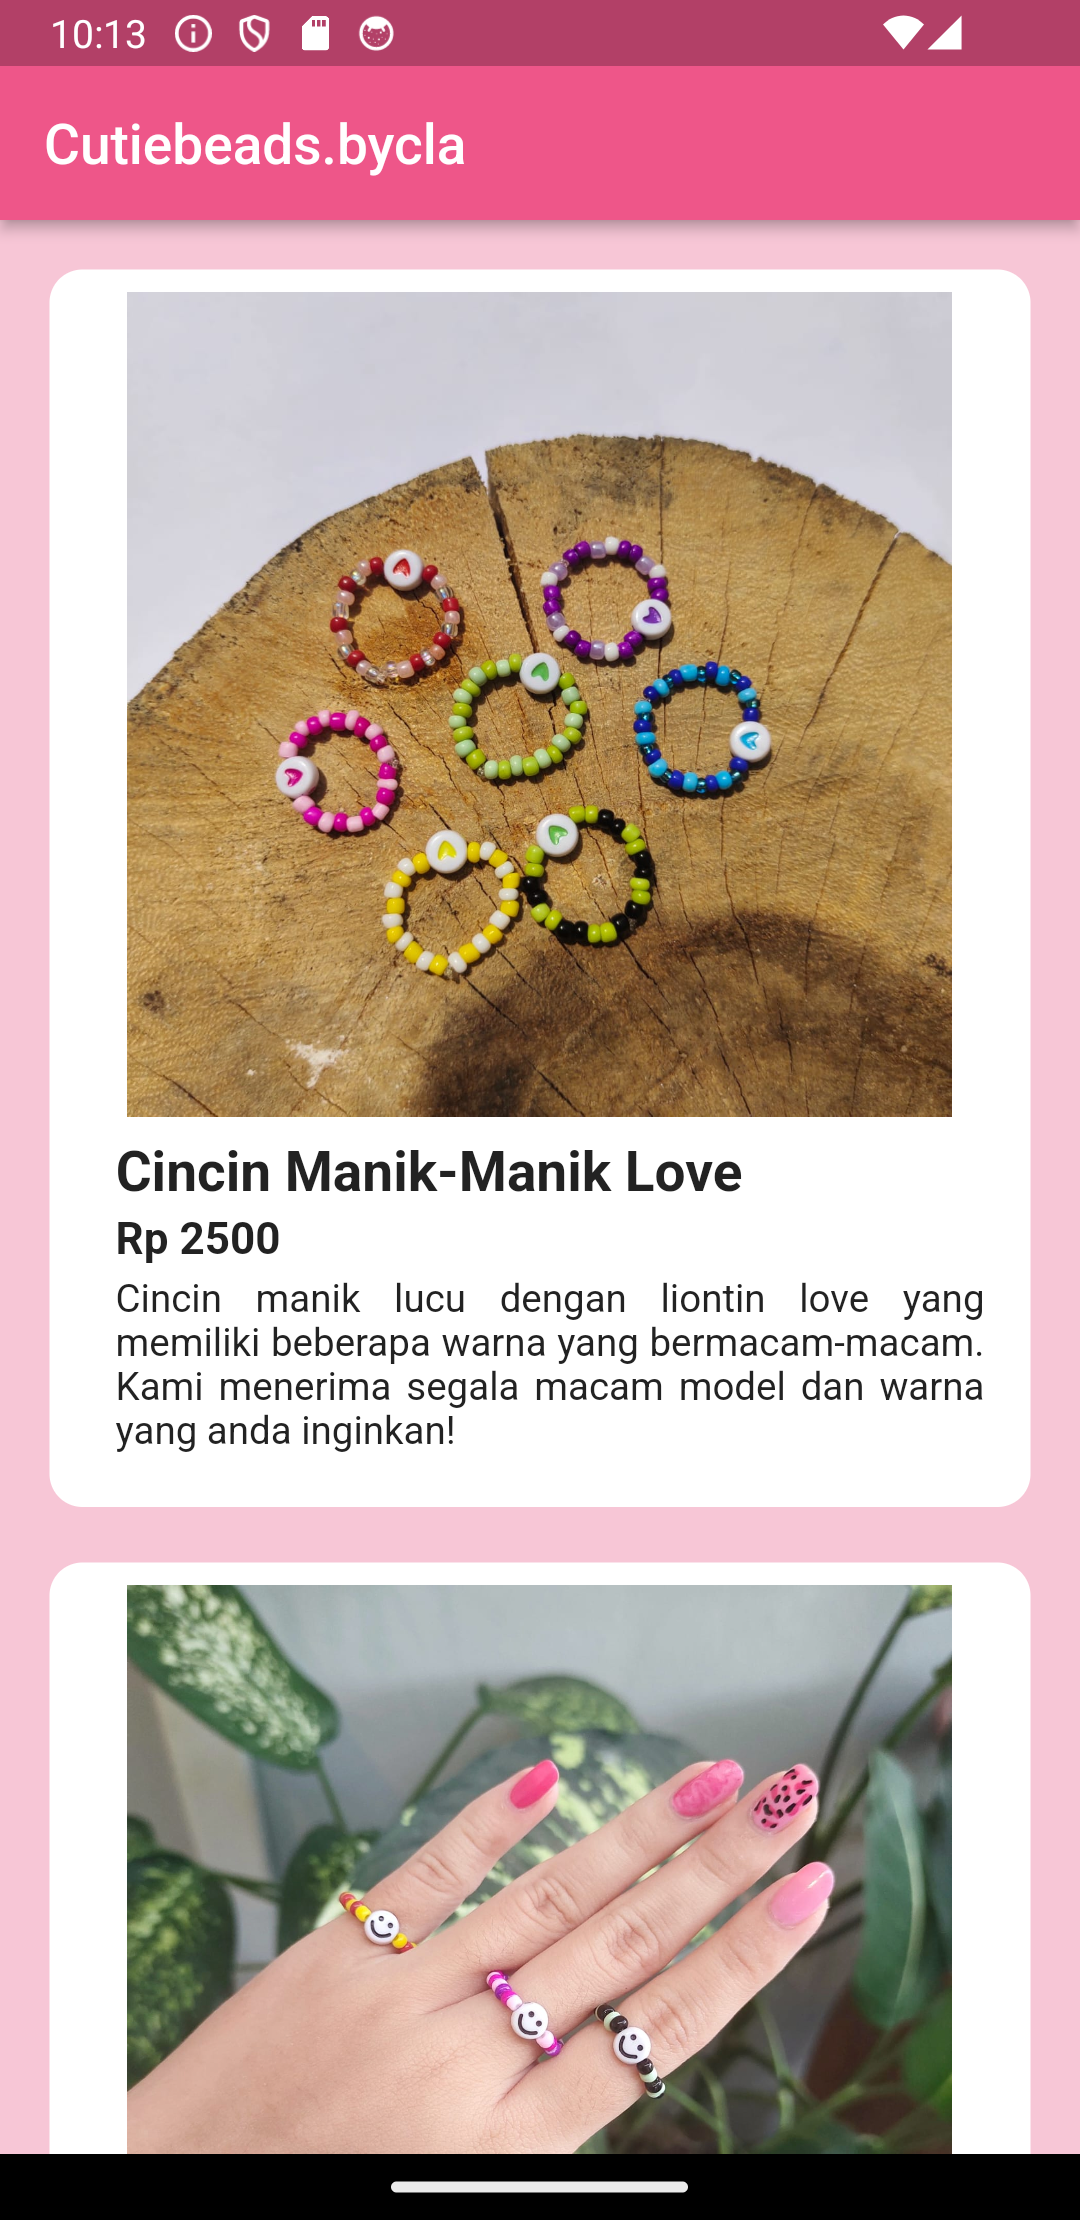 10:13
Cutiebeads.bycla
Cincin Manik-Manik Love
Rp 2500
Cincin manik lucu dengan liontin love yang
memiliki beberapa warna yang bermacam-macam.
Kami menerima segala macam model dan warna
yang anda inginkan!